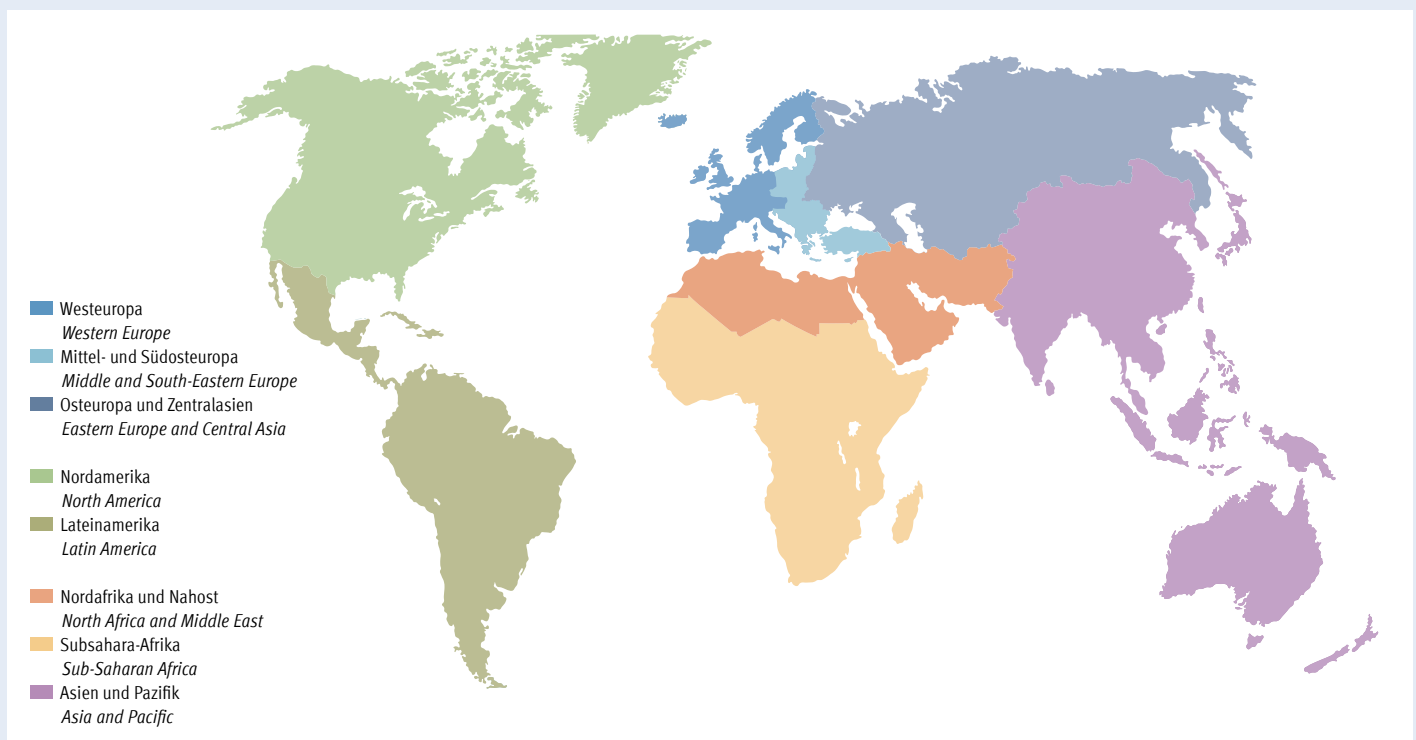 Westeuropa
Western Europe
Mittel- und Südosteuropa
Middle and South-Eastern Europe
Osteuropa und Zentralasien
Eastern Europe and Central Asia
Nordamerika
North America
Lateinamerika
Latin America
Nordafrika und Nahost
North Africa and Middle East
Subsahara-Afrika
Sub-Saharan Africa
Asien und Pazifik
Asia and Pacific